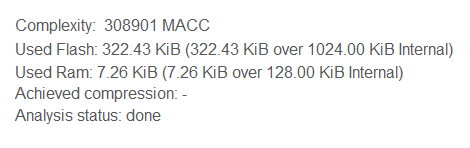 Complexity: 308901 MACC
Used Flash: 322.43 KiB (322.43 KiB over 1024.00 KiB Internal)
Used Ram: 7.26 KiB (7.26 KiB over 128.00 KiB Internal)
Achieved compression: -
Analysis status: done